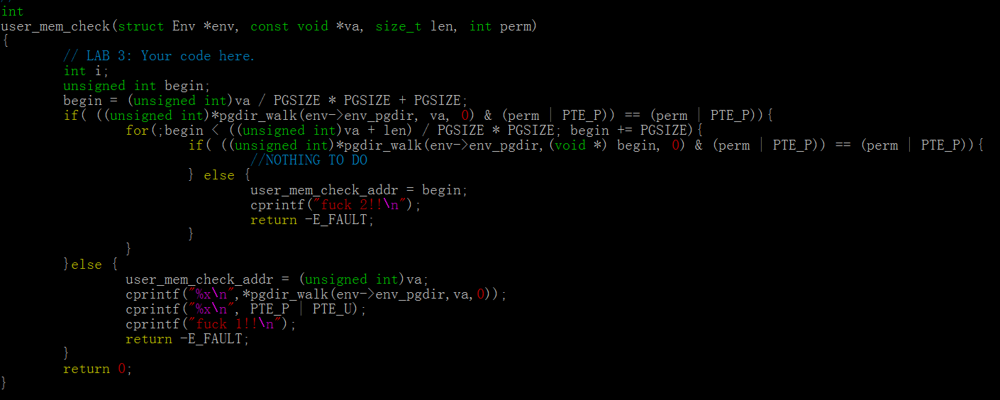 //
int
user_mem_check(struct Env *env, const void *va, size_t len, int perm)
{
// LAB 3: Your code here.
int i;
unsigned int begin;
begin = (unsigned int)va / PGSIZE * PGSIZE + PGSIZE;
if( ((unsigned int)*pgdir_walk(env->env_pgdir, va, 0) & (perm | PTE_P)) == (perm | PTE_P)){
for(;begin < ((unsigned int)va + len) / PGSIZE * PGSIZE; begin += PGSIZE){
if( ((unsigned int)*pgdir_walk(env->env_pgdir,(void *) begin, 0) & (perm | PTE_P)) == (perm | PTE_P)){
//NOTHING TO DO
} else {
user_mem_check_addr = begin;
cprintf("fuck 2!!\n");
return -E_FAULT;
}
}
}else {
user_mem_check_addr = (unsigned int)va;
cprintf("%x\n",*pgdir_walk(env->env_pgdir,va,0));
cprintf("%x\n", PTE_P | PTE_U);
cprintf("fuck 1!!\n");
return -E_FAULT;
}
return 0;
}